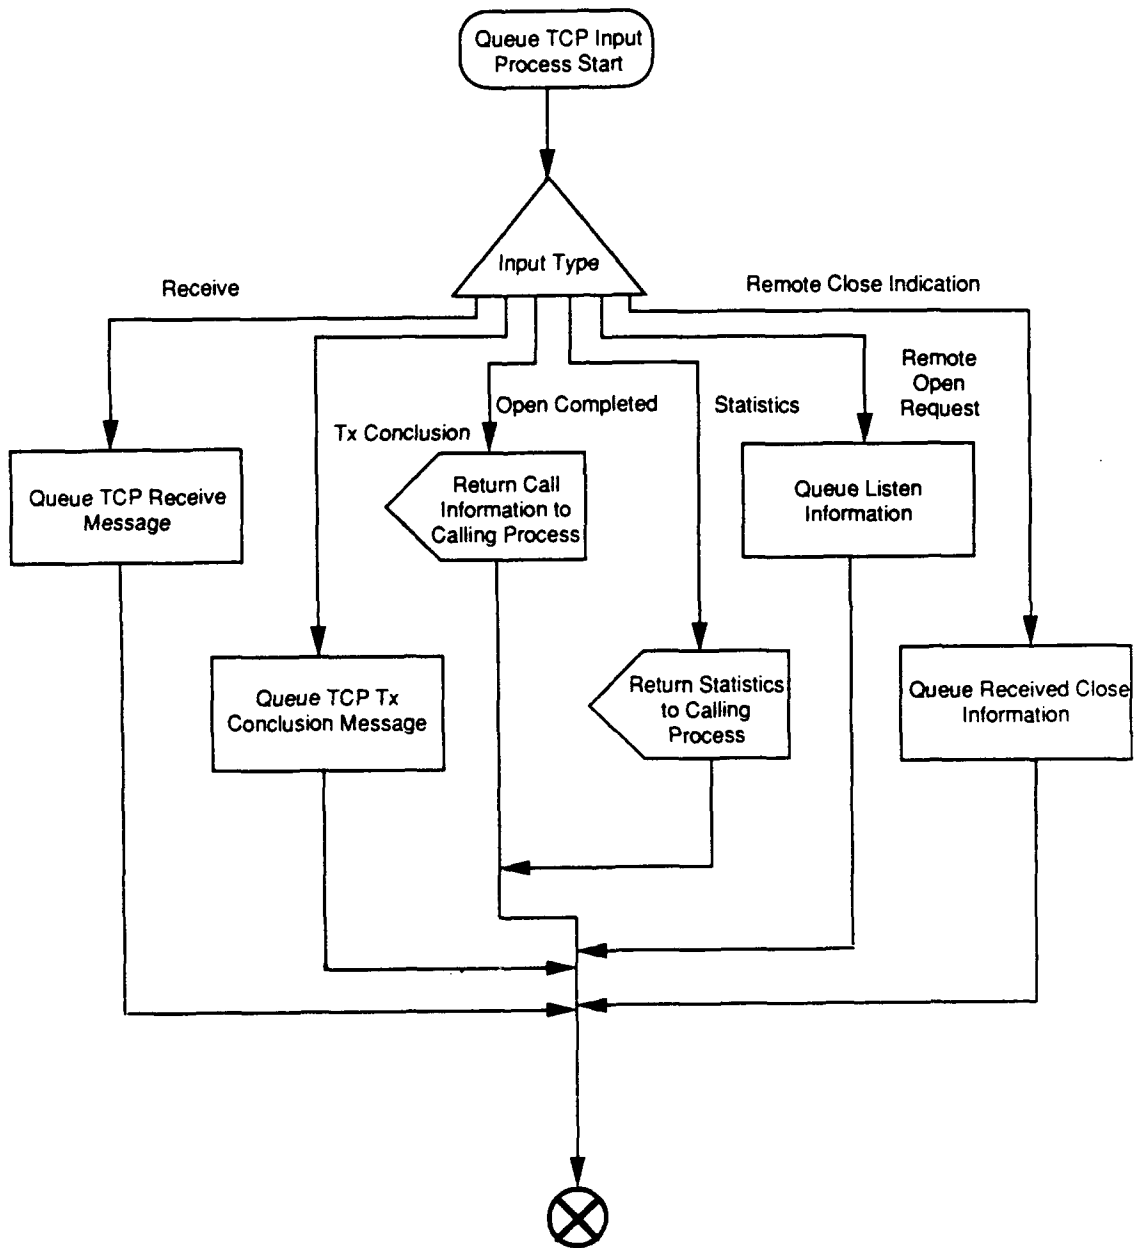 Queue TCP Input
Process Start
Input Type
Receive
Remote Close Indication
Remote
Open
Request
Open Completed
Statistics
Tx Conclusion
Queue TCP Receive
Message
Return Call
Information to
Calling Process
Queue Listen
Information
Queue TCP Tx
Conclusion Message
Return Statistics
to Calling
Process
Queue Received Close
Information